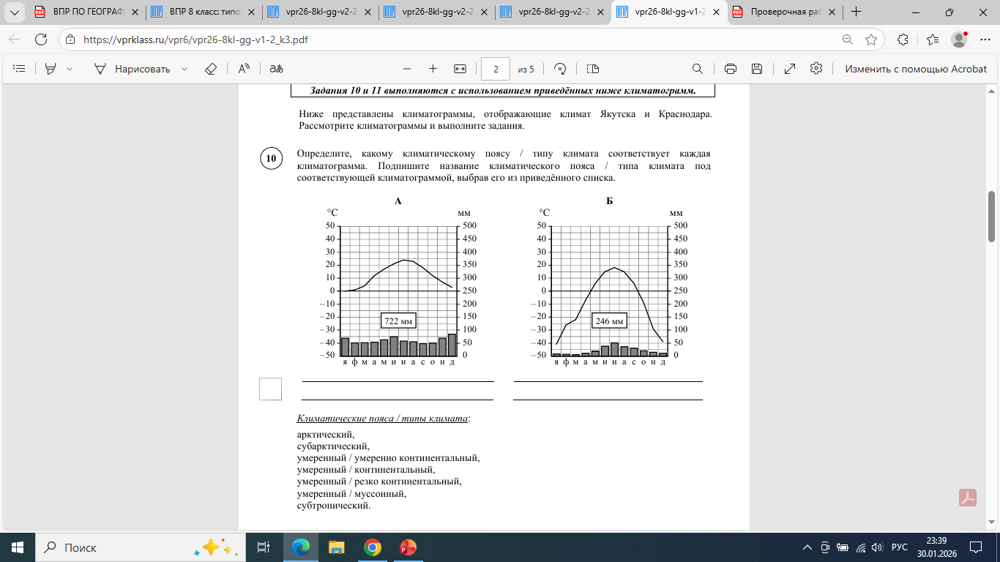 ВПР ПО ГЕОГРАФ
ВПР 8 класс: типо
vpr26-8kl-gg-v2-2
vpr26-8kl-gg-v2-2
vpr26-8kl-gg-v2-2
vpr26-8kl-gg-v1-2
Проверочная раб
https://vprklass.ru/vpr6/vpr26-8kl-gg-v1-2_k3.pdf
Нарисовать
аあ
2 из 5
Изменить с помощью Acrobat
Задания 10 и 11 выполняются с использованием приведённых ниже климатограмм.
Ниже представлены климатограммы, отображающие климат Якутска и Краснодара.
Рассмотрите климатограммы и выполните задания.
10
Определите, какому климатическому поясу / типу климата соответствует каждая
климатограмма. Подпишите название климатического пояса / типа климата под
соответствующей климатограммой, выбрав его из приведённого списка.
А
°С мм
50 500
40 450
30 400
20 350
10 300
0 250
–10 200
–20 150
–30 100
–40 50
–50 0
722 мм
я ф м а м и и а с о н д
Б
°С мм
50 500
40 450
30 400
20 350
10 300
0 250
–10 200
–20 150
–30 100
–40 50
–50 0
246 мм
я ф м а м и и а с о н д
Климатические пояса / типы климата:
арктический,
субарктический,
умеренный / умеренно континентальный,
умеренный / континентальный,
умеренный / резко континентальный,
умеренный / муссонный,
субтропический.
Поиск
РУС
23:39
30.01.2026